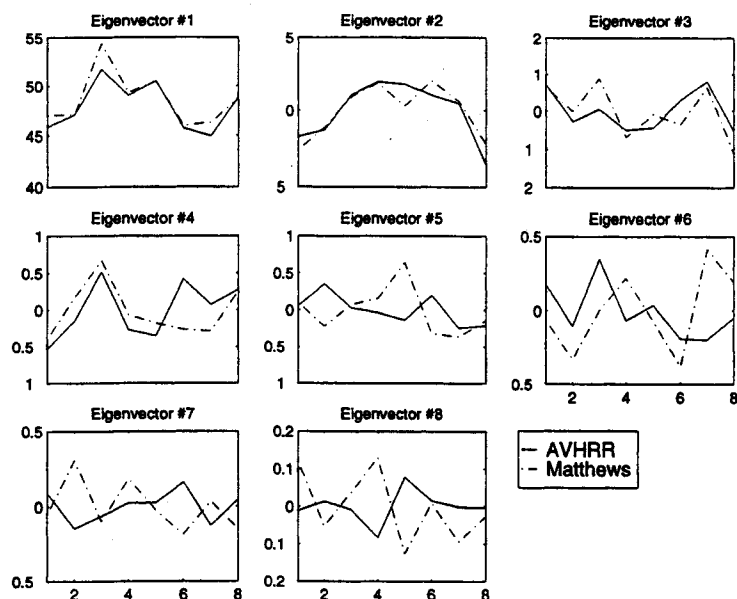 Eigenvector #1
Eigenvector #2
Eigenvector #3
55
50
45
40
5
0
5
2
1
0
1
2
Eigenvector #4
Eigenvector #5
Eigenvector #6
1
0.5
0
0.5
1
1
0.5
0
0.5
1
0.5
0
0.5
2 4 6 8
Eigenvector #7
Eigenvector #8
0.5
0
0.5
2 4 6 8
0.2
0.1
0
0.1
0.2
2 4 6 8
AVHRR
Matthews